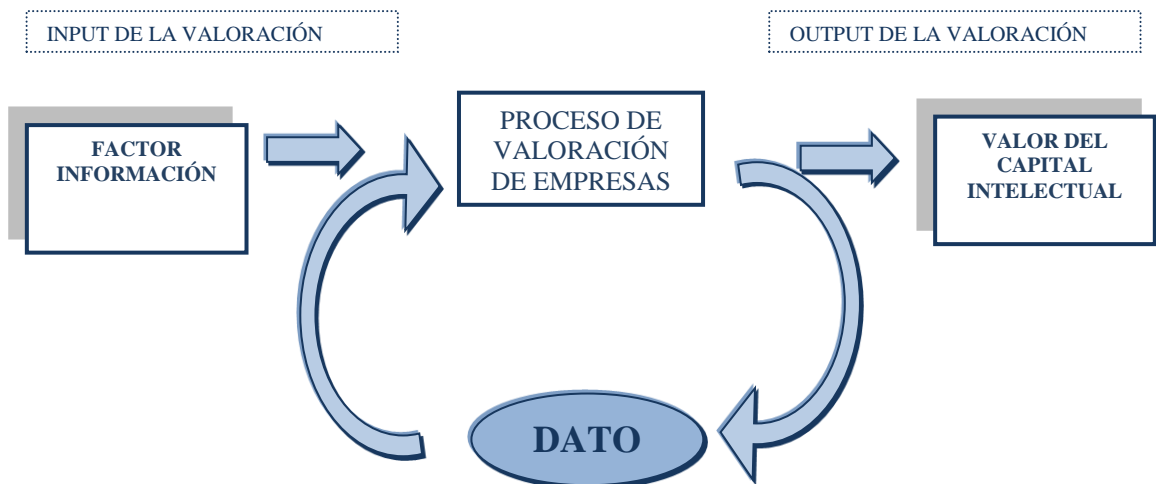 INPUT DE LA VALORACIÓN
OUTPUT DE LA VALORACIÓN
FACTOR
INFORMACIÓN
PROCESO DE
VALORACIÓN
DE EMPRESAS
VALOR DEL
CAPITAL
INTELECTUAL
DATO